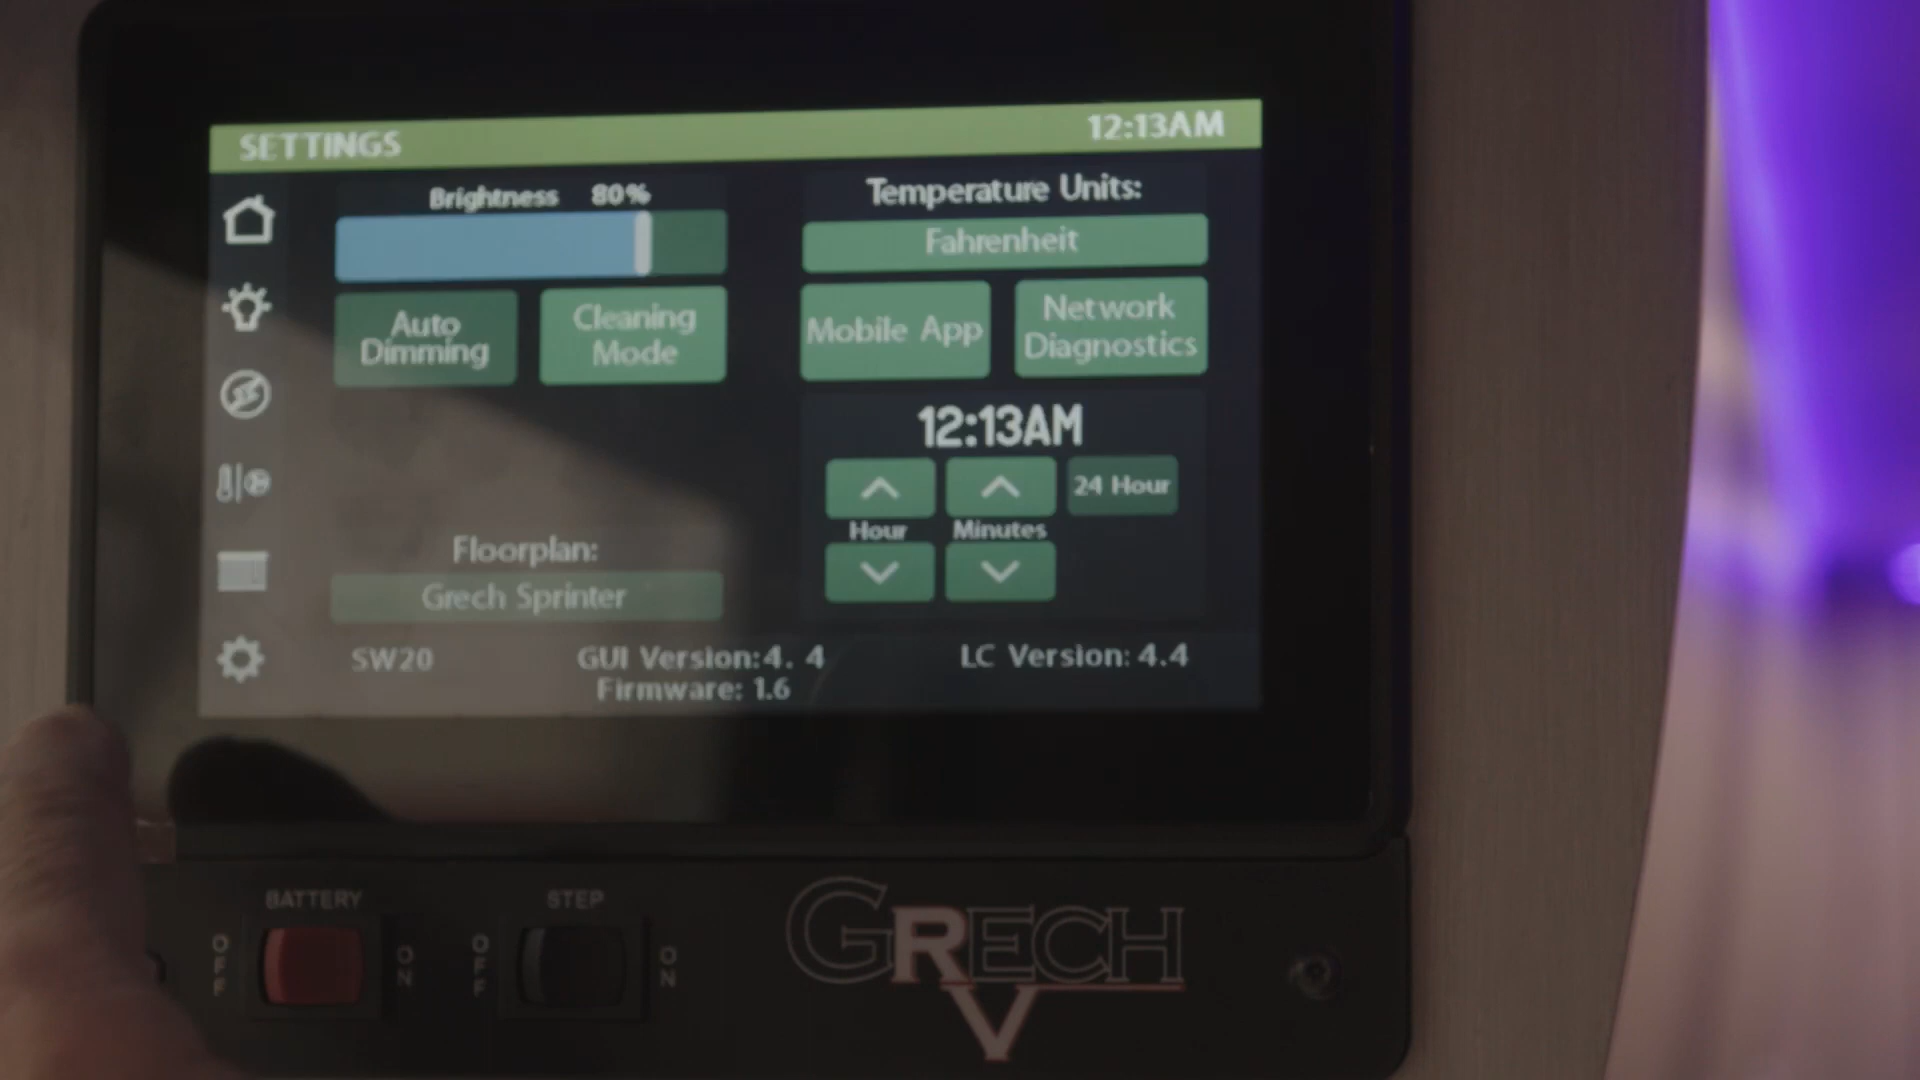 SETTINGS
12:13AM
Brightness 80%
Temperature Units:
Fahrenheit
Auto
Dimming
Cleaning
Mode
Mobile App
Network
Diagnostics
12:13AM
24 Hour
Hour
Minutes
Floorplan:
Grech Sprinter
SW20
GUI Version:4. 4
LC Version: 4.4
Firmware: 1.6
BATTERY
OFF
ON
STEP
OFF
ON
GRECH
RV